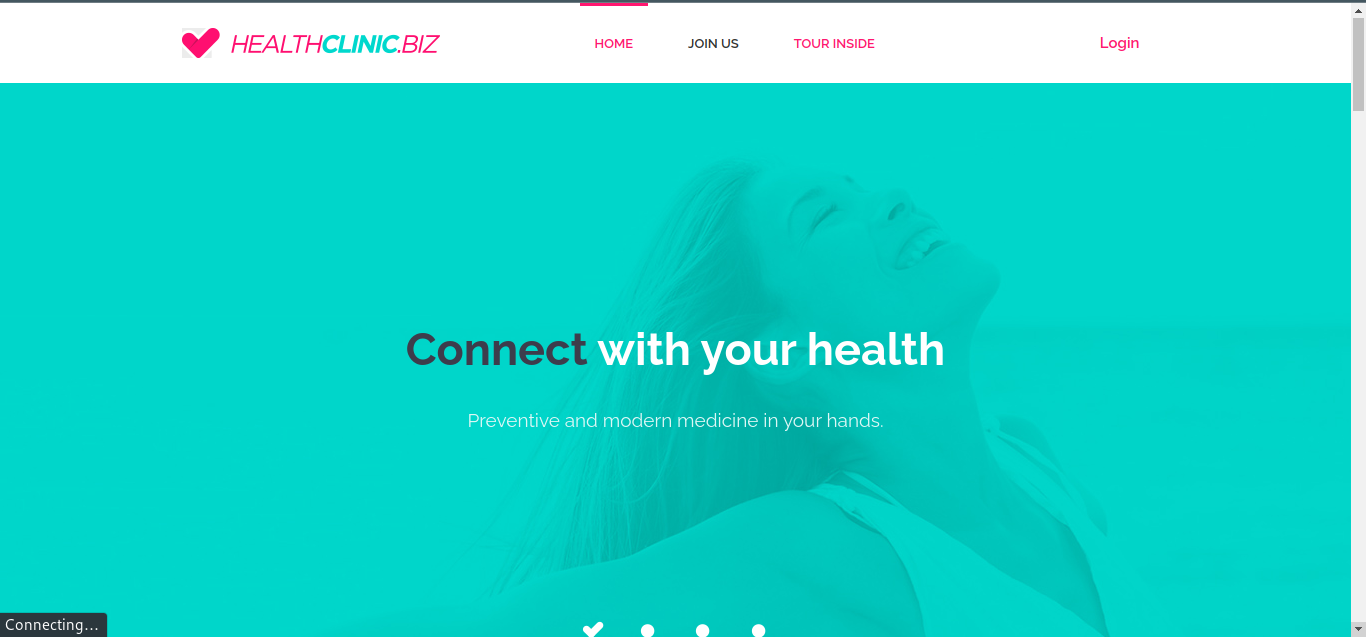 HEALTHCLINIC.BIZ
HOME
JOIN US
TOUR INSIDE
Login
Connect with your health
Preventive and modern medicine in your hands.
Connecting...